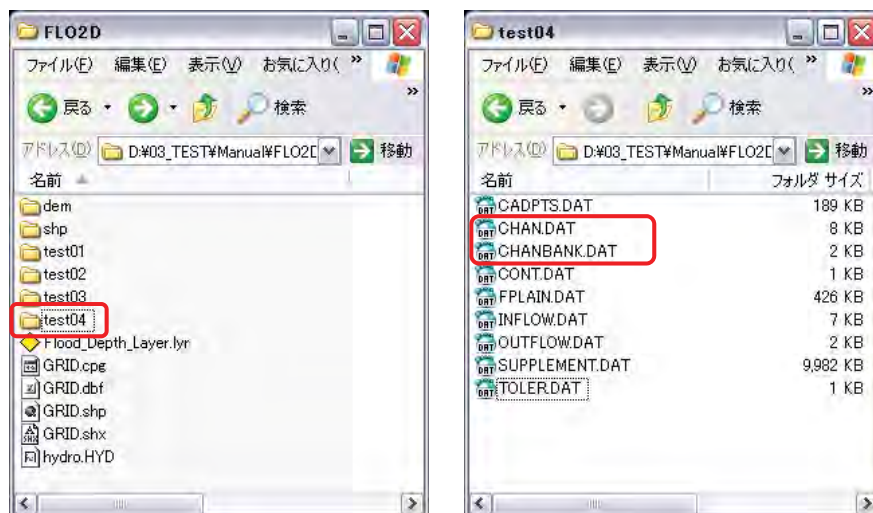 FLO2D
ファイル(F) 編集(E) 表示(V) お気に入り( »
戻る 検索 »
アドレス(D) D:¥03_TEST¥Manual¥FLO2D 移動
名前
dem
shp
test01
test02
test03
test04
Flood_Depth_Layer.lyr
GRID.cpg
GRID.dbf
GRID.shp
GRID.shx
hydro.HYD
test04
ファイル(F) 編集(E) 表示(V) お気に入り( »
戻る 検索 »
アドレス(D) D:¥03_TEST¥Manual¥FLO2D 移動
名前 フォルダ サイズ
CADPTS.DAT 189 KB
CHAN.DAT 8 KB
CHANBANK.DAT 2 KB
CONT.DAT 1 KB
FPLAIN.DAT 426 KB
INFLOW.DAT 7 KB
OUTFLOW.DAT 2 KB
SUPPLEMENT.DAT 9,982 KB
TOLER.DAT 1 KB